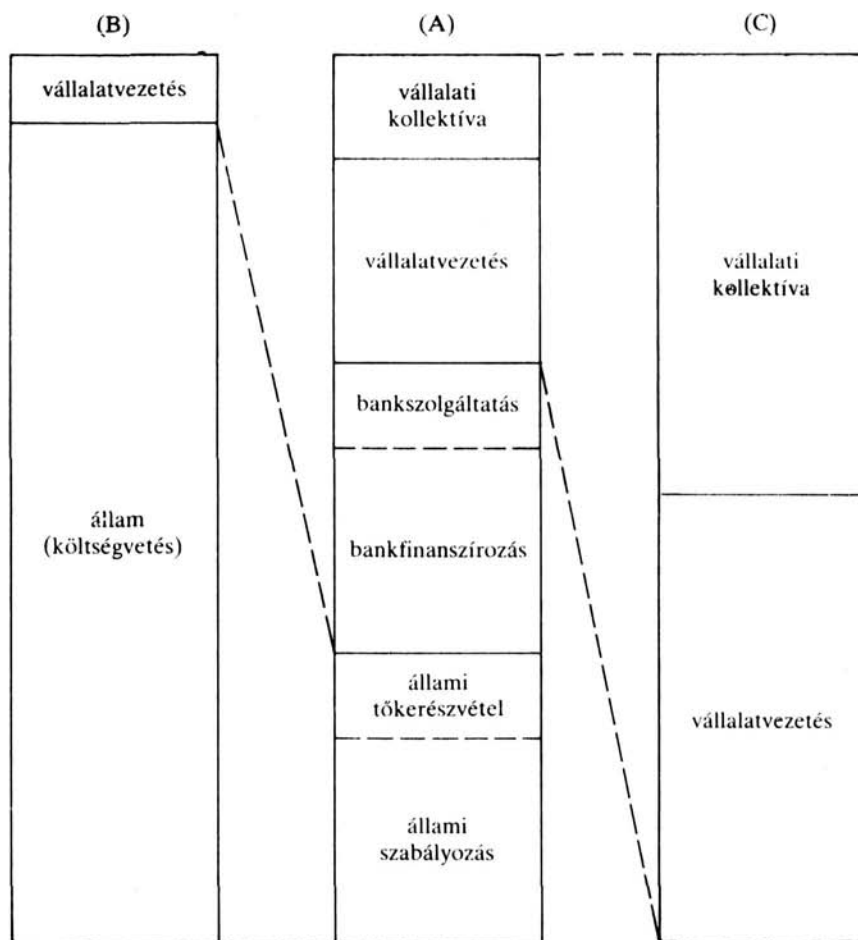 (B)
vállalatvezetés
állam
(költségvetés)
(A)
vállalati
kollektíva
vállalatvezetés
bankszolgáltatás
bankfinanszírozás
állami
tőkerészvétel
állami
szabályozás
(C)
vállalati
kollektíva
vállalatvezetés